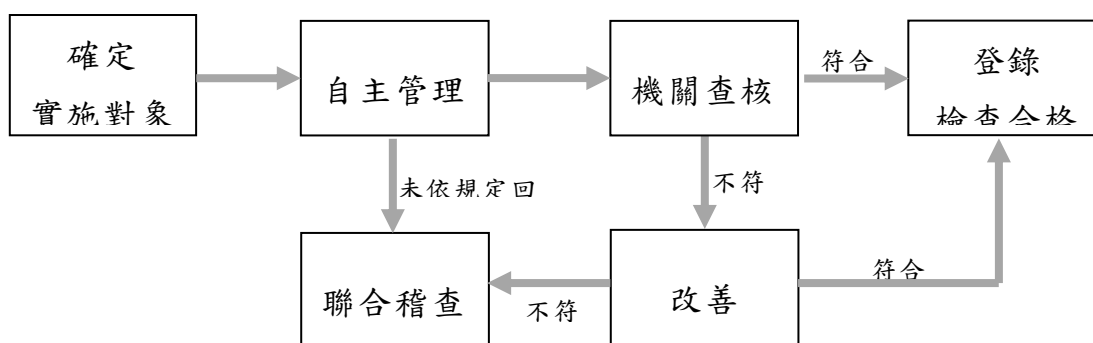 確定
實施對象
自主管理
機關查核
符合
登錄
檢查合格
未依規定回
不符
聯合稽查
不符
改善
符合